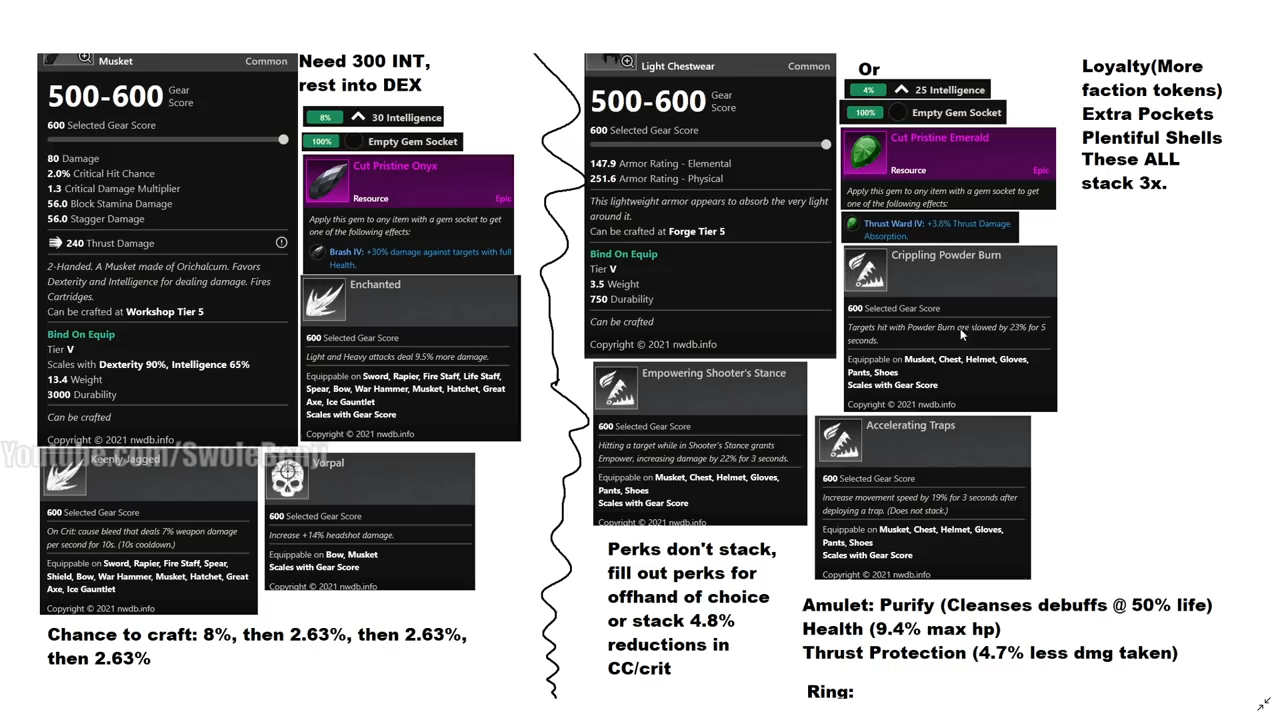 Musket Common
500-600 Gear Score
600 Selected Gear Score
80 Damage
2.0% Critical Hit Chance
1.3 Critical Damage Multiplier
56.0 Block Stamina Damage
56.0 Stagger Damage
240 Thrust Damage
2-Handed. A Musket made of Orichalcum. Favors
Dexterity and Intelligence for dealing damage. Fires
Cartridges.
Can be crafted at Workshop Tier 5
Bind On Equip
Tier V
Scales with Dexterity 90%, Intelligence 65%
13.4 Weight
3000 Durability
Can be crafted
Copyright © 2021 nwdb.info
Need 300 INT,
rest into DEX
8% 30 Intelligence
100% Empty Gem Socket
Cut Pristine Onyx
Resource Epic
Apply this gem to any item with a gem socket to get
one of the following effects:
Brash IV: +30% damage against targets with full
Health.
Enchanted
600 Selected Gear Score
Light and Heavy attacks deal 9.5% more damage.
Equippable on Sword, Rapier, Fire Staff, Life Staff,
Spear, Bow, War Hammer, Musket, Hatchet, Great
Axe, Ice Gauntlet
Scales with Gear Score
Copyright © 2021 nwdb.info
Keenly Jagged
600 Selected Gear Score
On Crit: cause bleed that deals 7% weapon damage
per second for 10s. (10s cooldown.)
Equippable on Sword, Rapier, Fire Staff, Spear,
Shield, Bow, War Hammer, Musket, Hatchet, Great
Axe, Ice Gauntlet
Copyright © 2021 nwdb.info
Vorpal
600 Selected Gear Score
Increase +14% headshot damage.
Equippable on Bow, Musket
Scales with Gear Score
Copyright © 2021 nwdb.info
Chance to craft: 8%, then 2.63%, then 2.63%,
then 2.63%
Light Chestwear Common
500-600 Gear Score
600 Selected Gear Score
147.9 Armor Rating - Elemental
251.6 Armor Rating - Physical
This lightweight armor appears to absorb the very light
around it.
Can be crafted at Forge Tier 5
Bind On Equip
Tier V
3.5 Weight
750 Durability
Can be crafted
Copyright © 2021 nwdb.info
Or
4% 25 Intelligence
100% Empty Gem Socket
Cut Pristine Emerald
Resource Epic
Apply this gem to any item with a gem socket to get
one of the following effects:
Thrust Ward IV: +3.8% Thrust Damage
Absorption.
Crippling Powder Burn
600 Selected Gear Score
Targets hit with Powder Burn are slowed by 23% for 5
seconds.
Equippable on Musket, Chest, Helmet, Gloves,
Pants, Shoes
Scales with Gear Score
Copyright © 2021 nwdb.info
Empowering Shooter's Stance
600 Selected Gear Score
Hitting a target while in Shooter's Stance grants
Empower, increasing damage by 22% for 3 seconds.
Equippable on Musket, Chest, Helmet, Gloves,
Pants, Shoes
Scales with Gear Score
Copyright © 2021 nwdb.info
Accelerating Traps
600 Selected Gear Score
Increase movement speed by 19% for 3 seconds after
deploying a trap. (Does not stack.)
Equippable on Musket, Chest, Helmet, Gloves,
Pants, Shoes
Scales with Gear Score
Copyright © 2021 nwdb.info
Perks don't stack,
fill out perks for
offhand of choice
or stack 4.8%
reductions in
CC/crit
Amulet: Purify (Cleanses debuffs @ 50% life)
Health (9.4% max hp)
Thrust Protection (4.7% less dmg taken)
Ring:
Loyalty(More
faction tokens)
Extra Pockets
Plentiful Shells
These ALL
stack 3x.